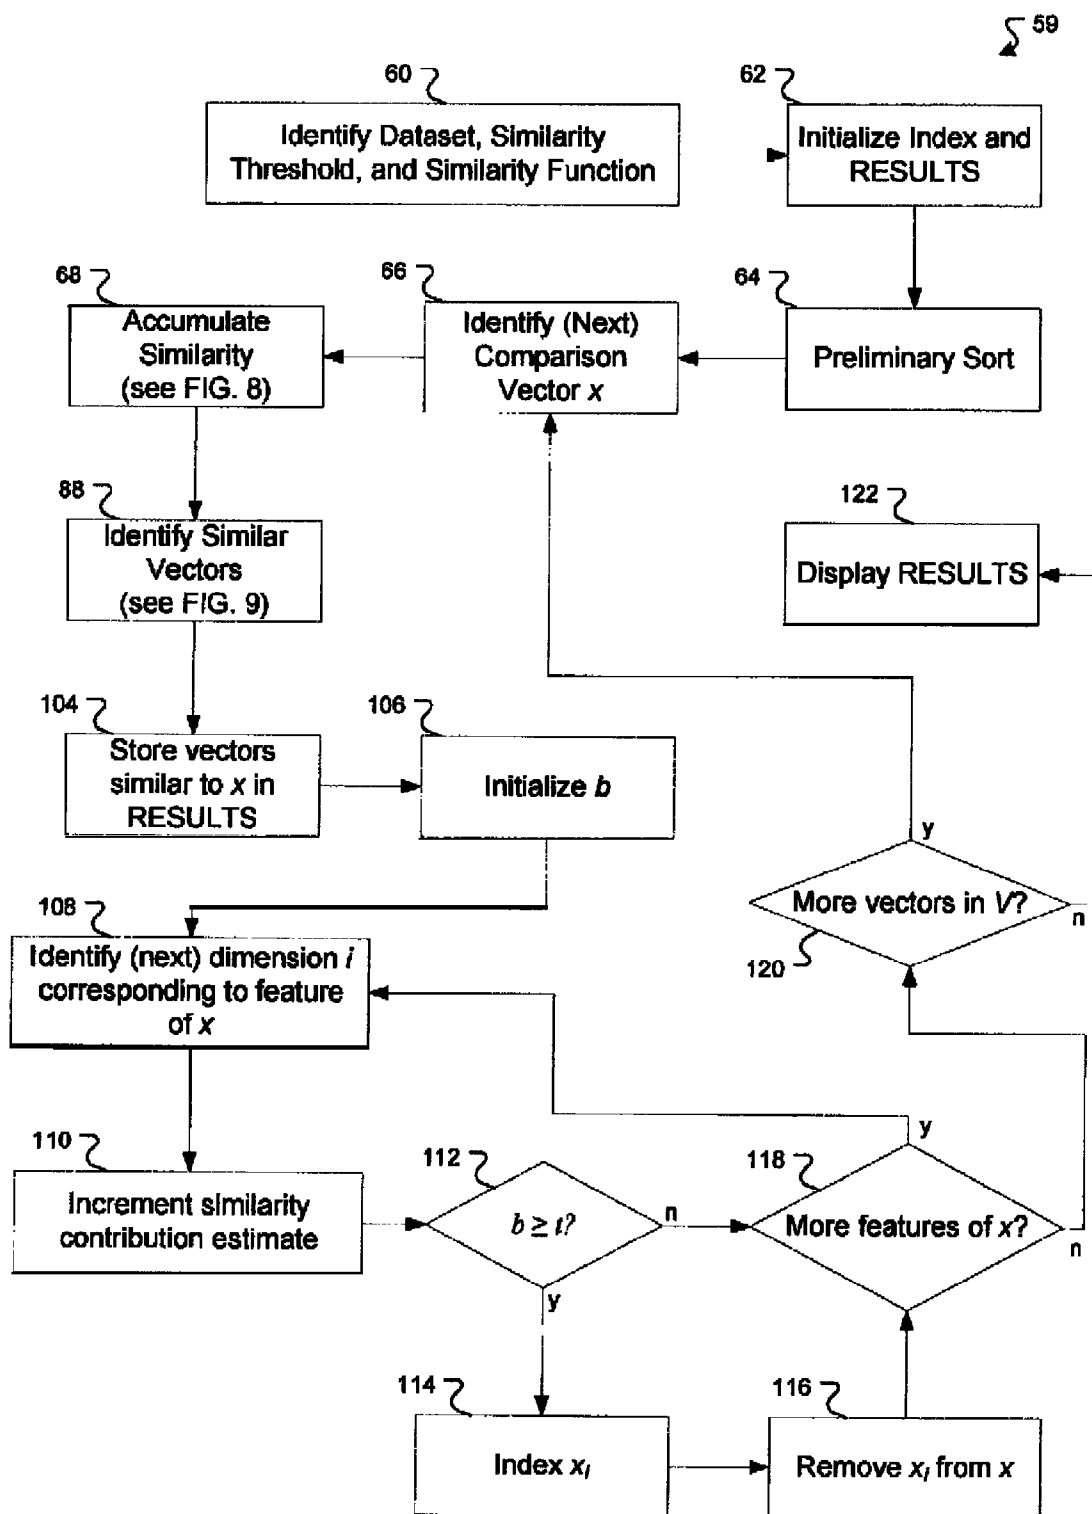 59
60
Identify Dataset, Similarity
Threshold, and Similarity Function
62
Initialize Index and
RESULTS
64
Preliminary Sort
66
Identify (Next)
Comparison
Vector x
68
Accumulate
Similarity
(see FIG. 8)
88
Identify Similar
Vectors
(see FIG. 9)
104
Store vectors
similar to x in
RESULTS
106
Initialize b
108
Identify (next) dimension i
corresponding to feature
of x
110
Increment similarity
contribution estimate
112
b ≥ t?
n
y
114
Index xi
116
Remove xi from x
118
More features of x?
y
n
120
More vectors in V?
y
n
122
Display RESULTS